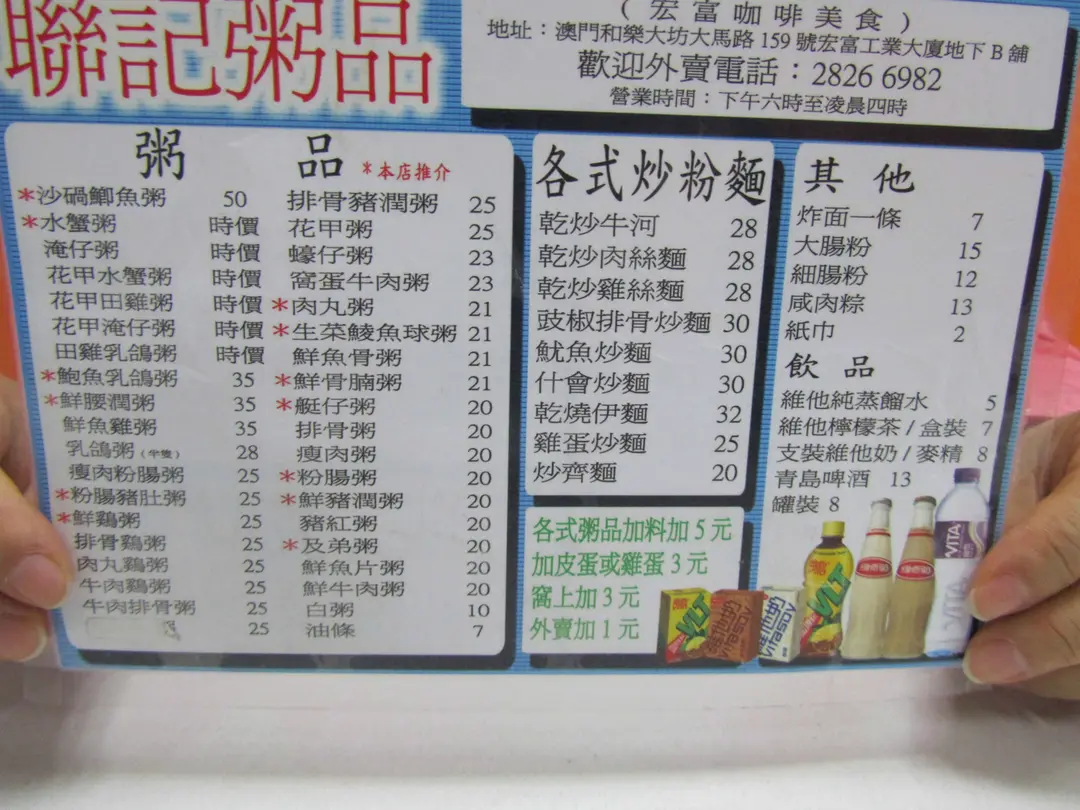 聯記粥品
(宏富咖啡美食)
地址：澳門和樂大坊大馬路 159 號宏富工業大廈地下 B 舖
歡迎外賣電話：2826 6982
營業時間：下午六時至凌晨四時
粥 品 *本店推介
*沙煱鯽魚粥 50
*水蟹粥 時價
淹仔粥 時價
花甲水蟹粥 時價
花甲田雞粥 時價
花甲淹仔粥 時價
田雞乳鴿粥 時價
*鮑魚乳鴿粥 35
*鮮腰潤粥 35
鮮魚雞粥 35
乳鴿粥(半隻) 28
瘦肉粉腸粥 25
*粉腸豬肚粥 25
*鮮鷄粥 25
排骨鷄粥 25
肉丸鷄粥 25
牛肉鷄粥 25
牛肉排骨粥 25
25
排骨豬潤粥 25
花甲粥 25
蠔仔粥 23
窩蛋牛肉粥 23
*肉丸粥 21
*生菜鯪魚球粥 21
鮮魚骨粥 21
*鮮骨腩粥 21
*艇仔粥 20
排骨粥 20
瘦肉粥 20
*粉腸粥 20
*鮮豬潤粥 20
豬紅粥 20
*及弟粥 20
鮮魚片粥 20
鮮牛肉粥 20
白粥 10
油條 7
各式炒粉麵
乾炒牛河 28
乾炒肉絲麵 28
乾炒雞絲麵 28
豉椒排骨炒麵 30
魷魚炒麵 30
什會炒麵 30
乾燒伊麵 32
雞蛋炒麵 25
炒齊麵 20
各式粥品加料加 5 元
加皮蛋或雞蛋 3 元
窩上加 3 元
外賣加 1 元
其 他
炸面一條 7
大腸粉 15
細腸粉 12
咸肉粽 13
紙巾 2
飲 品
維他純蒸餾水 5
維他檸檬茶 / 盒裝 7
支裝維他奶 / 麥精 8
青島啤酒 13
罐裝 8
VLT
維他奶
vitasoy
VLT
VITA